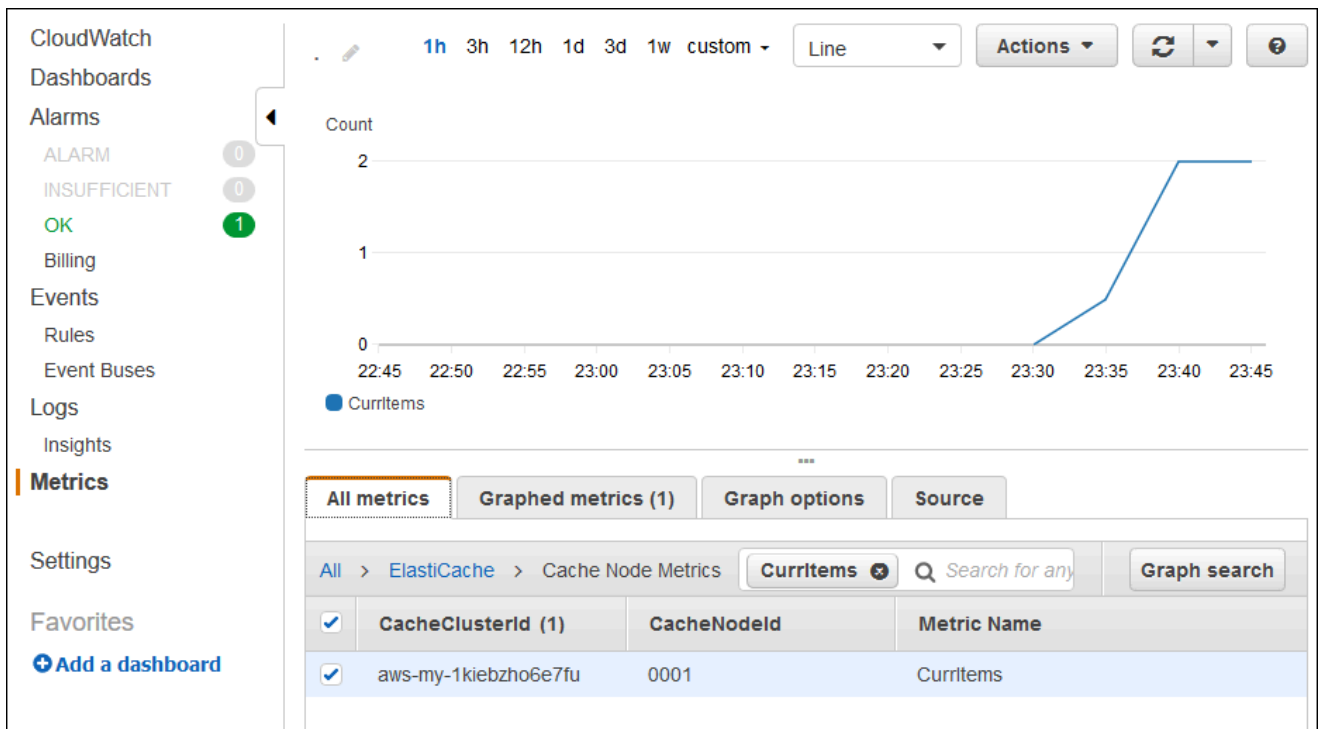 CloudWatch
Dashboards
Alarms
ALARM 0
INSUFFICIENT 0
OK 1
Billing
Events
Rules
Event Buses
Logs
Insights
Metrics
Settings
Favorites
Add a dashboard
. 1h 3h 12h 1d 3d 1w custom Line Actions
Count
2
1
0
22:45 22:50 22:55 23:00 23:05 23:10 23:15 23:20 23:25 23:30 23:35 23:40 23:45
CurrItems
All metrics Graphed metrics (1) Graph options Source
All > ElastiCache > Cache Node Metrics CurrItems Search for any Graph search
CacheClusterId (1) CacheNodeId Metric Name
aws-my-1kiebzho6e7fu 0001 CurrItems